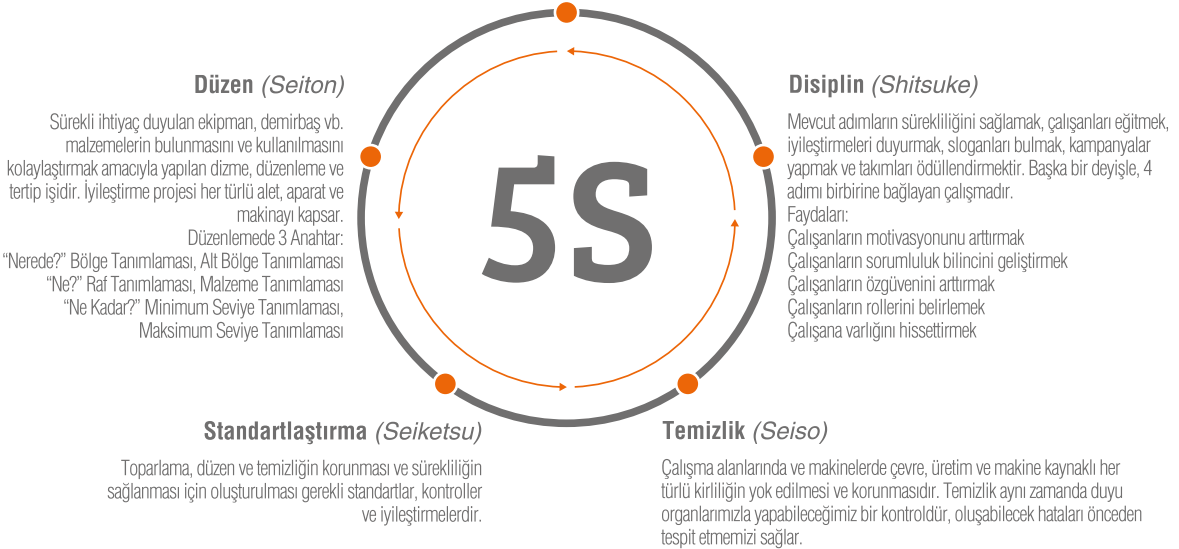 5S
Düzen (Seiton)
Sürekli ihtiyaç duyulan ekipman, demirbaş vb.
malzemelerin bulunmasını ve kullanılmasını
kolaylaştırmak amacıyla yapılan dizme, düzenleme ve
tertip işidir. İyileştirme projesi her türlü alet, aparat ve
makinayı kapsar.
Düzenlemede 3 Anahtar:
“Nerede?” Bölge Tanımlaması, Alt Bölge Tanımlaması
“Ne?” Raf Tanımlaması, Malzeme Tanımlaması
“Ne Kadar?” Minimum Seviye Tanımlaması,
Maksimum Seviye Tanımlaması
Disiplin (Shitsuke)
Mevcut adımların sürekliliğini sağlamak, çalışanları eğitmek,
iyileştirmeleri duyurmak, sloganları bulmak, kampanyalar
yapmak ve takımları ödüllendirmektir. Başka bir deyişle, 4
adımı birbirine bağlayan çalışmadır.
Faydaları:
Çalışanların motivasyonunu arttırmak
Çalışanların sorumluluk bilincini geliştirmek
Çalışanların özgüvenini arttırmak
Çalışanların rollerini belirlemek
Çalışana varlığını hissettirmek
Standartlaştırma (Seiketsu)
Toparlama, düzen ve temizliğin korunması ve sürekliliğin
sağlanması için oluşturulması gerekli standartlar, kontroller
ve iyileştirmelerdir.
Temizlik (Seiso)
Çalışma alanlarında ve makinelerde çevre, üretim ve makine kaynaklı her
türlü kirliliğin yok edilmesi ve korunmasıdır. Temizlik aynı zamanda duyu
organlarımızla yapabileceğimiz bir kontroldür, oluşabilecek hataları önceden
tespit etmemizi sağlar.